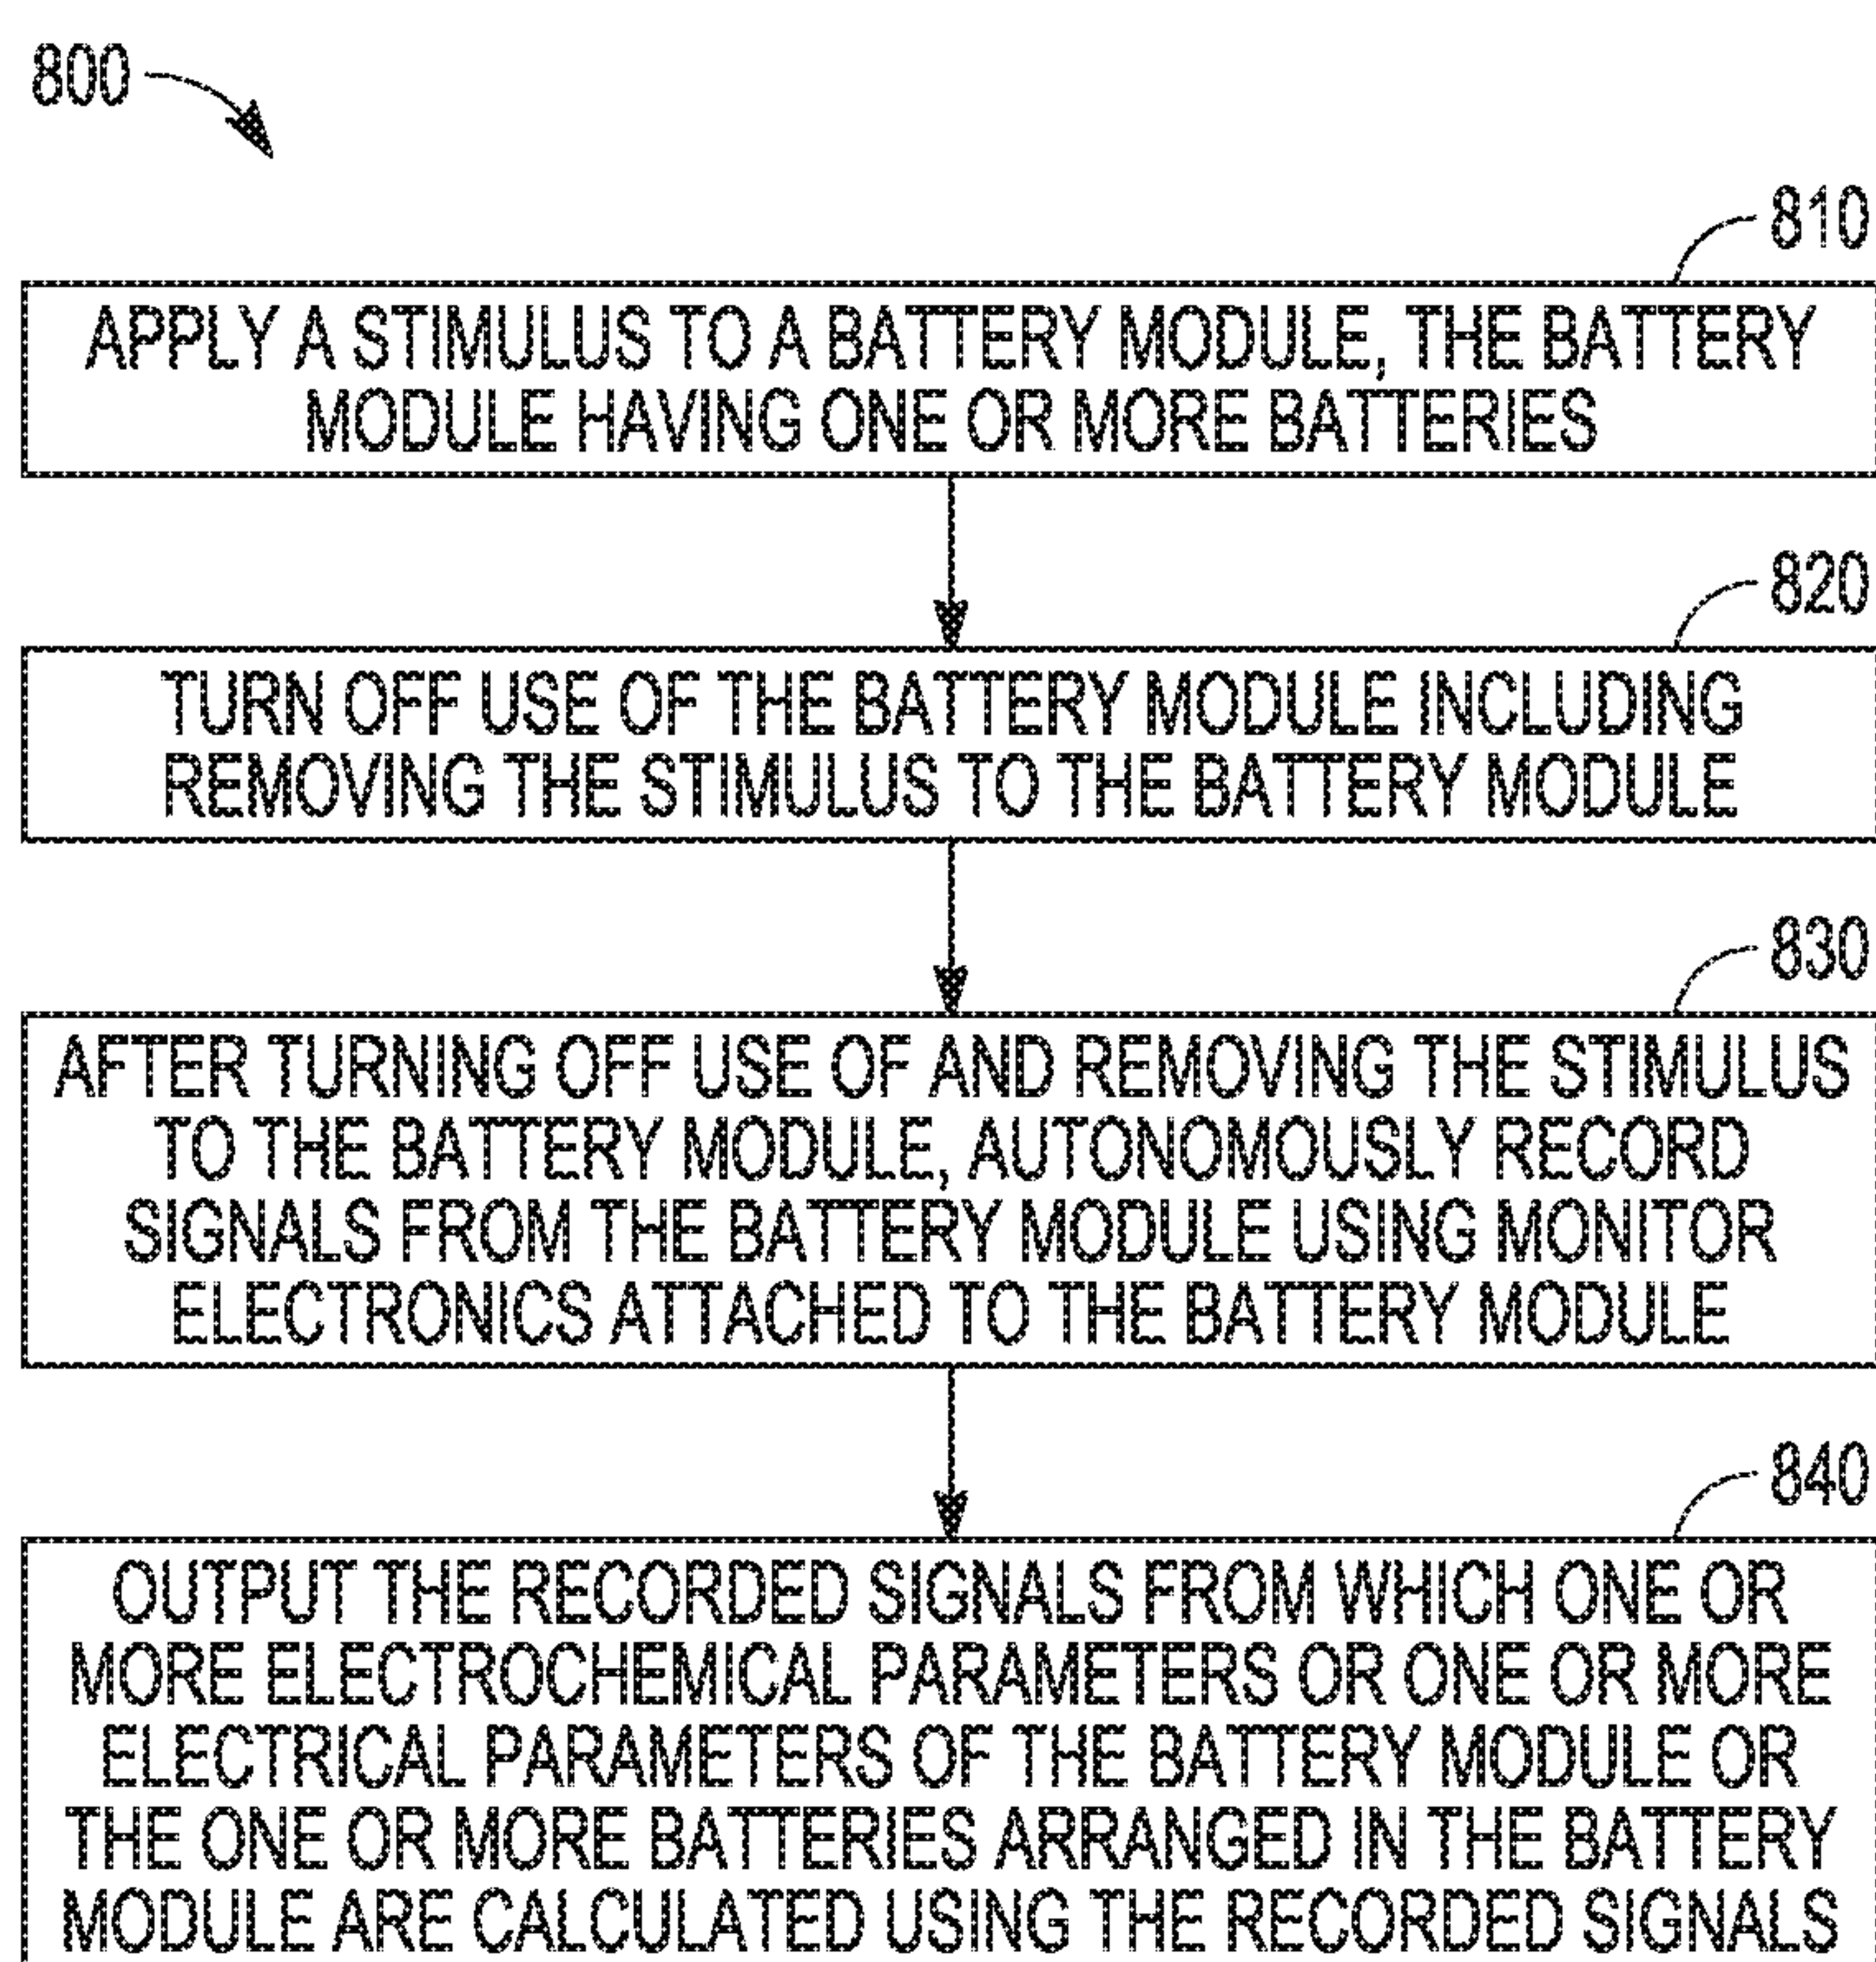 800
810
APPLY A STIMULUS TO A BATTERY MODULE, THE BATTERY
MODULE HAVING ONE OR MORE BATTERIES
820
TURN OFF USE OF THE BATTERY MODULE INCLUDING
REMOVING THE STIMULUS TO THE BATTERY MODULE
830
AFTER TURNING OFF USE OF AND REMOVING THE STIMULUS
TO THE BATTERY MODULE, AUTONOMOUSLY RECORD
SIGNALS FROM THE BATTERY MODULE USING MONITOR
ELECTRONICS ATTACHED TO THE BATTERY MODULE
840
OUTPUT THE RECORDED SIGNALS FROM WHICH ONE OR
MORE ELECTROCHEMICAL PARAMETERS OR ONE OR MORE
ELECTRICAL PARAMETERS OF THE BATTERY MODULE OR
THE ONE OR MORE BATTERIES ARRANGED IN THE BATTERY
MODULE ARE CALCULATED USING THE RECORDED SIGNALS